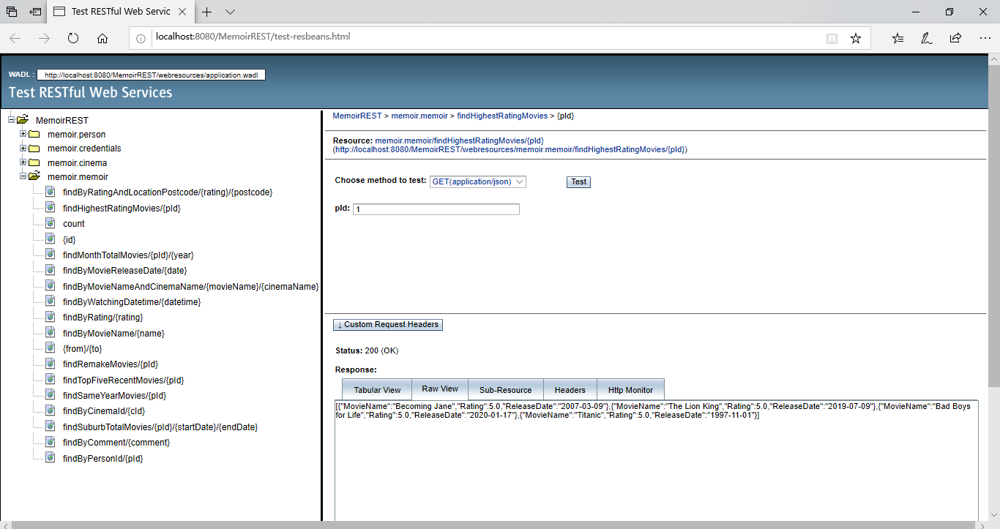 Test RESTful Web Servic
localhost:8080/MemoirREST/test-resbeans.html
WADL : http://localhost:8080/MemoirREST/webresources/application.wadl
Test RESTful Web Services
MemoirREST
memoir.person
memoir.credentials
memoir.cinema
memoir.memoir
findByRatingAndLocationPostcode/{rating}/{postcode}
findHighestRatingMovies/{pId}
count
{id}
findMonthTotalMovies/{pId}/{year}
findByMovieReleaseDate/{date}
findByMovieNameAndCinemaName/{movieName}/{cinemaName}
findByWatchingDatetime/{datetime}
findByRating/{rating}
findByMovieName/{name}
{from}/{to}
findRemakeMovies/{pId}
findTopFiveRecentMovies/{pId}
findSameYearMovies/{pId}
findByCinemaId/{cId}
findSuburbTotalMovies/{pId}/{startDate}/{endDate}
findByComment/{comment}
findByPersonId/{pId}
MemoirREST > memoir.memoir > findHighestRatingMovies > {pId}
Resource: memoir.memoir/findHighestRatingMovies/{pId}
(http://localhost:8080/MemoirREST/webresources/memoir.memoir/findHighestRatingMovies/{pId})
Choose method to test: GET(application/json) Test
pId: 1
↓ Custom Request Headers
Status: 200 (OK)
Response:
Tabular View Raw View Sub-Resource Headers Http Monitor
[{"MovieName":"Becoming Jane","Rating":5.0,"ReleaseDate":"2007-03-09"},{"MovieName":"The Lion King","Rating":5.0,"ReleaseDate":"2019-07-09"},{"MovieName":"Bad Boys
for Life","Rating":5.0,"ReleaseDate":"2020-01-17"},{"MovieName":"Titanic","Rating":5.0,"ReleaseDate":"1997-11-01"}]